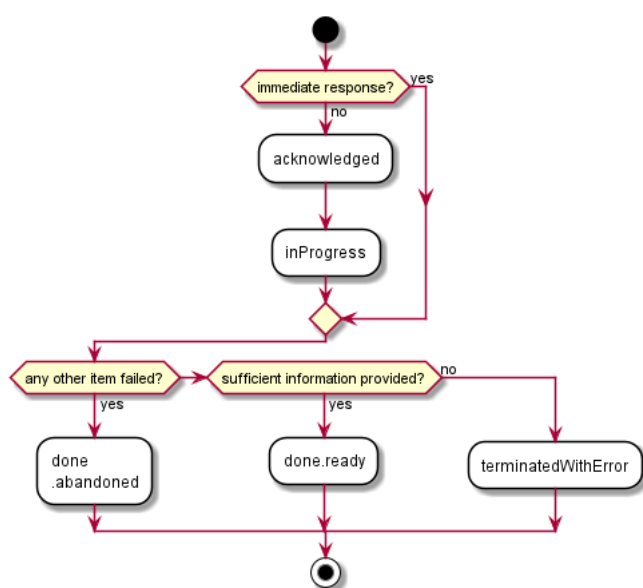 immediate response?
yes
no
acknowledged
inProgress
any other item failed?
sufficient information provided?
no
yes
yes
done
.abandoned
done.ready
terminatedWithError